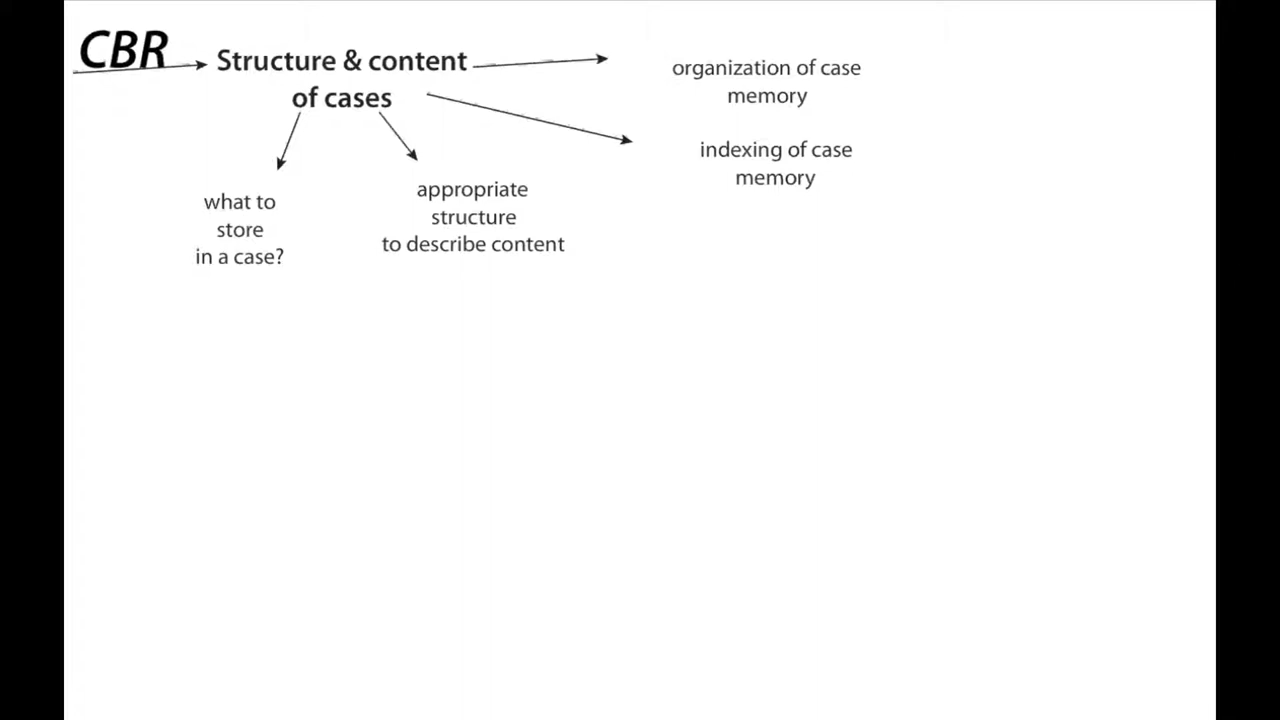 CBR
Structure & content
of cases
organization of case
memory
indexing of case
memory
what to
store
in a case?
appropriate
structure
to describe content